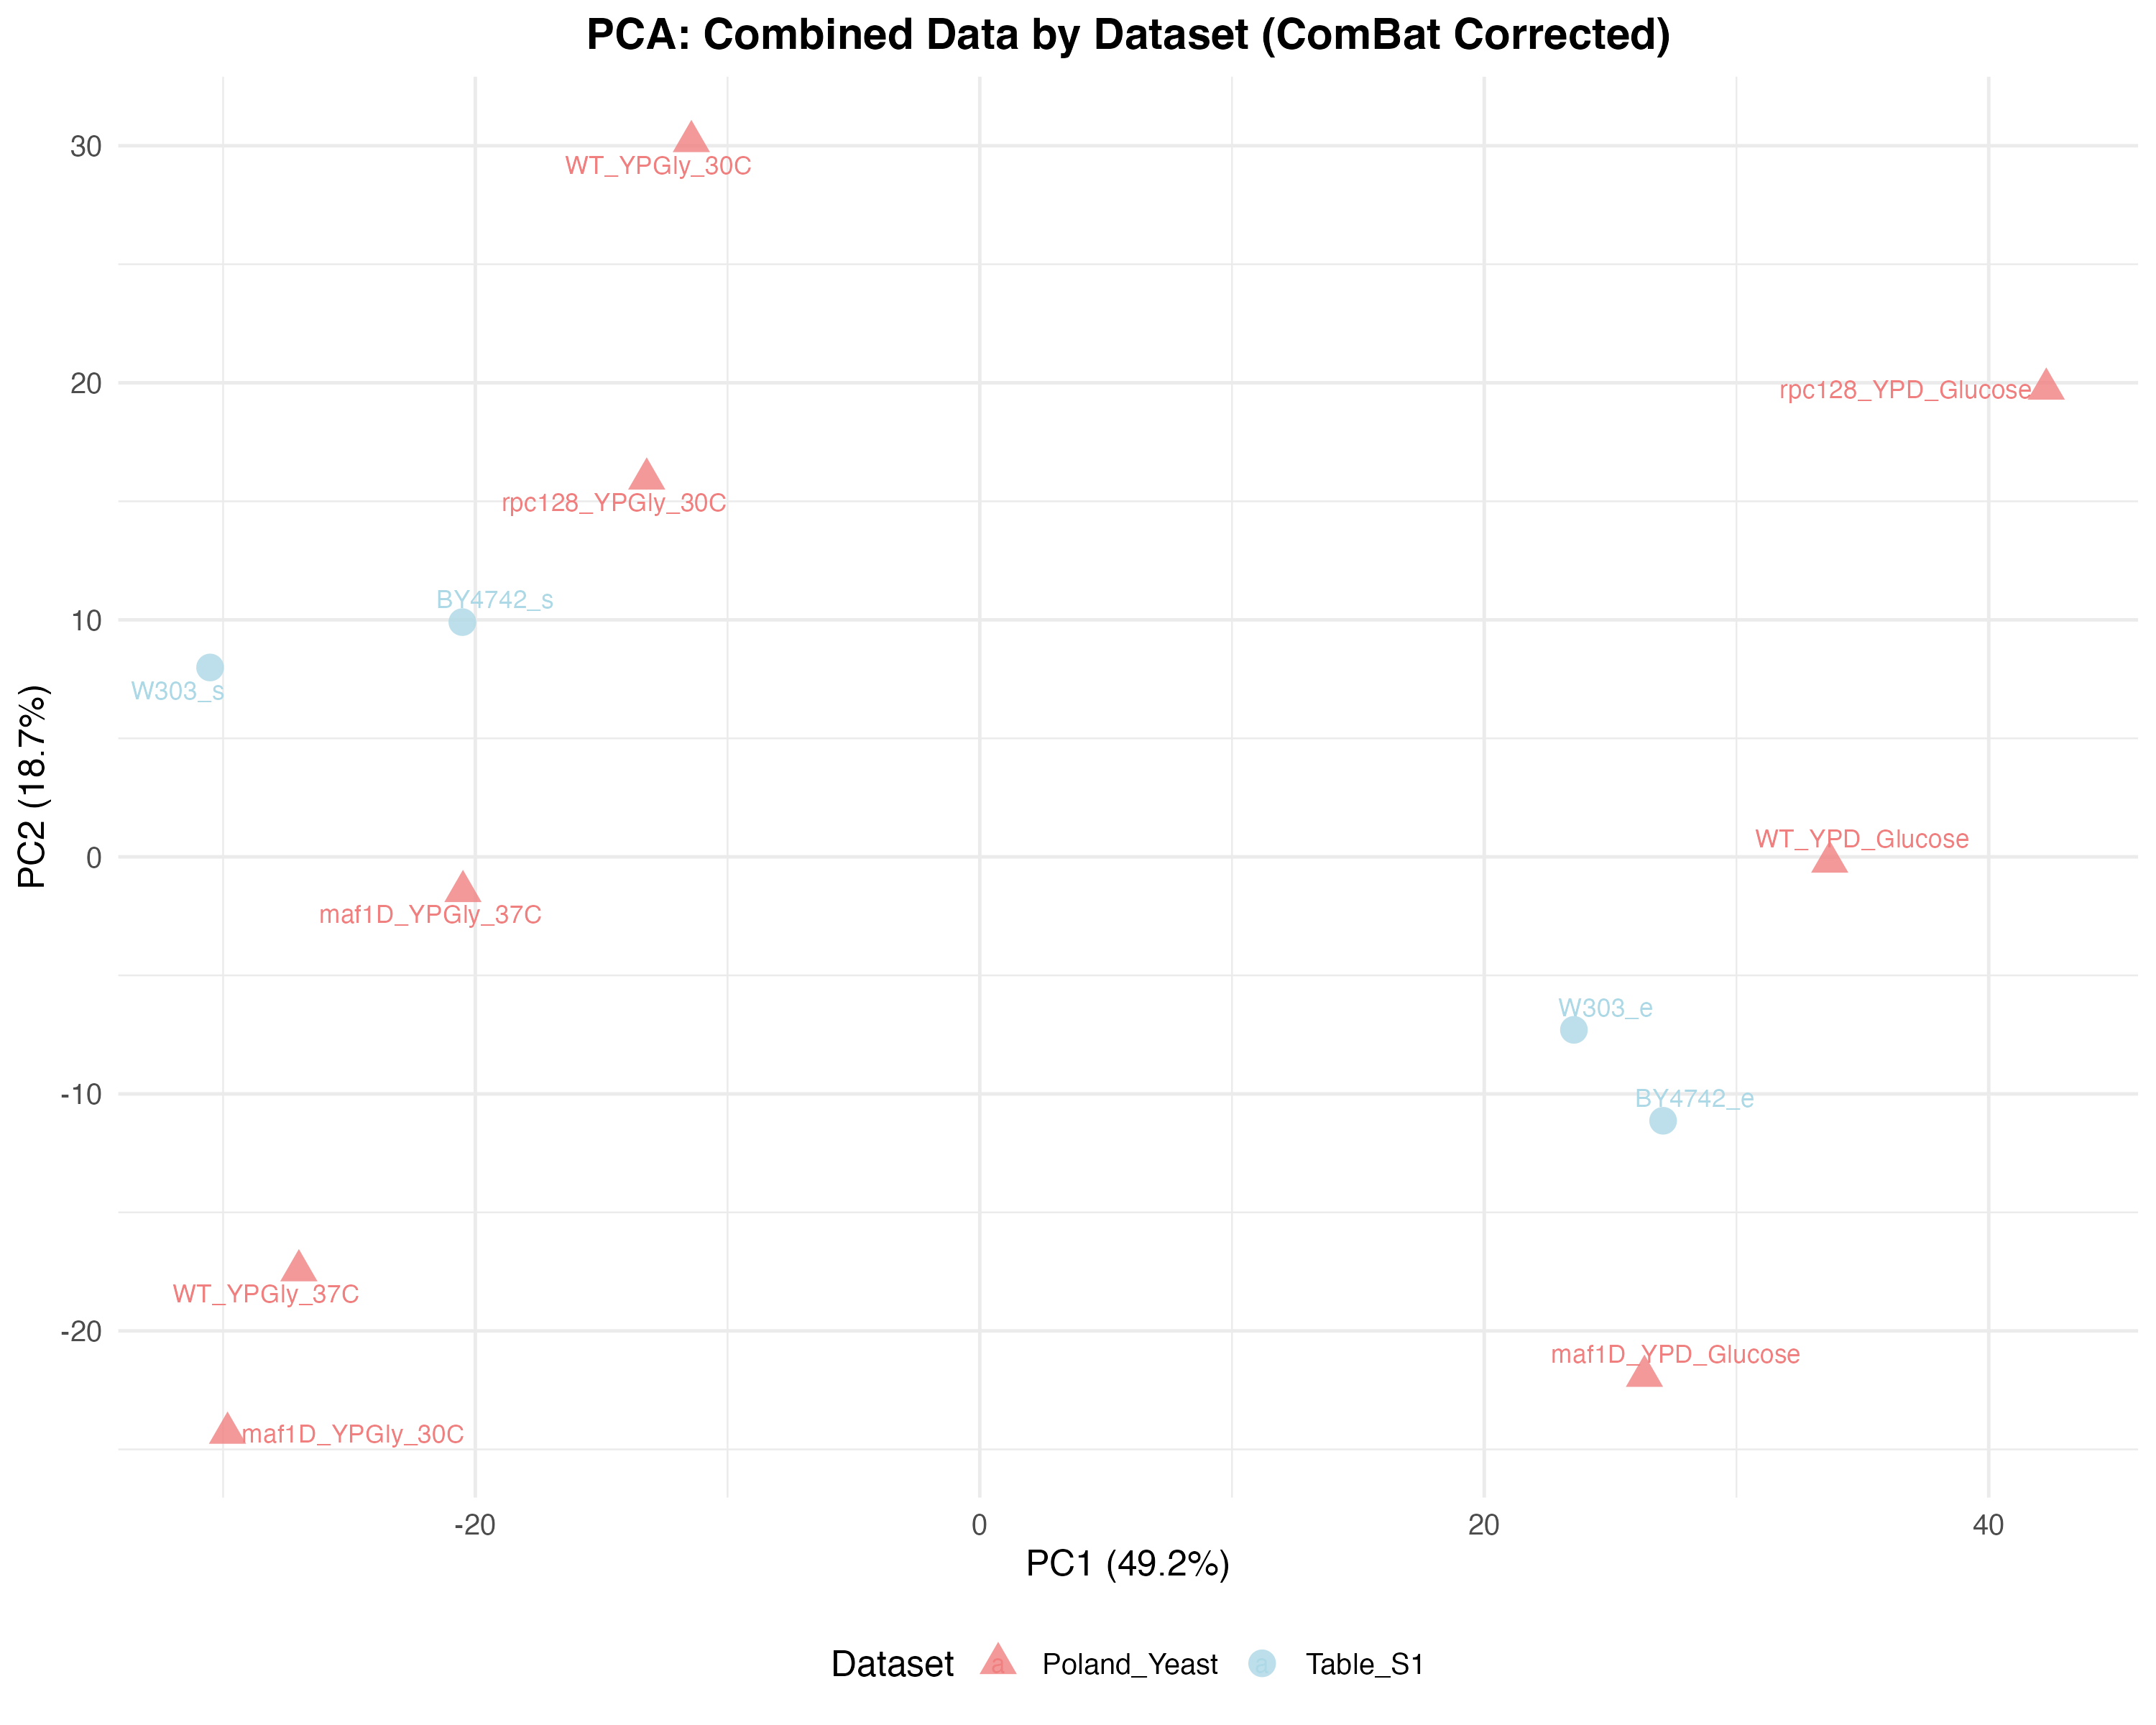 PCA: Combined Data by Dataset (ComBat Corrected)
30
WT_YPGly_30C
20
rpc128_YPD_Glucose
rpc128_YPGly_30C
BY4742_s
10
W303_s
PC2 (18.7%)
WT_YPD_Glucose
0
maf1D_YPGly_37C
W303_e
-10
BY4742_e
WT_YPGly_37C
-20
maf1D_YPD_Glucose
maf1D_YPGly_30C
-20 0 20 40
PC1 (49.2%)
Dataset a Poland_Yeast a Table_S1